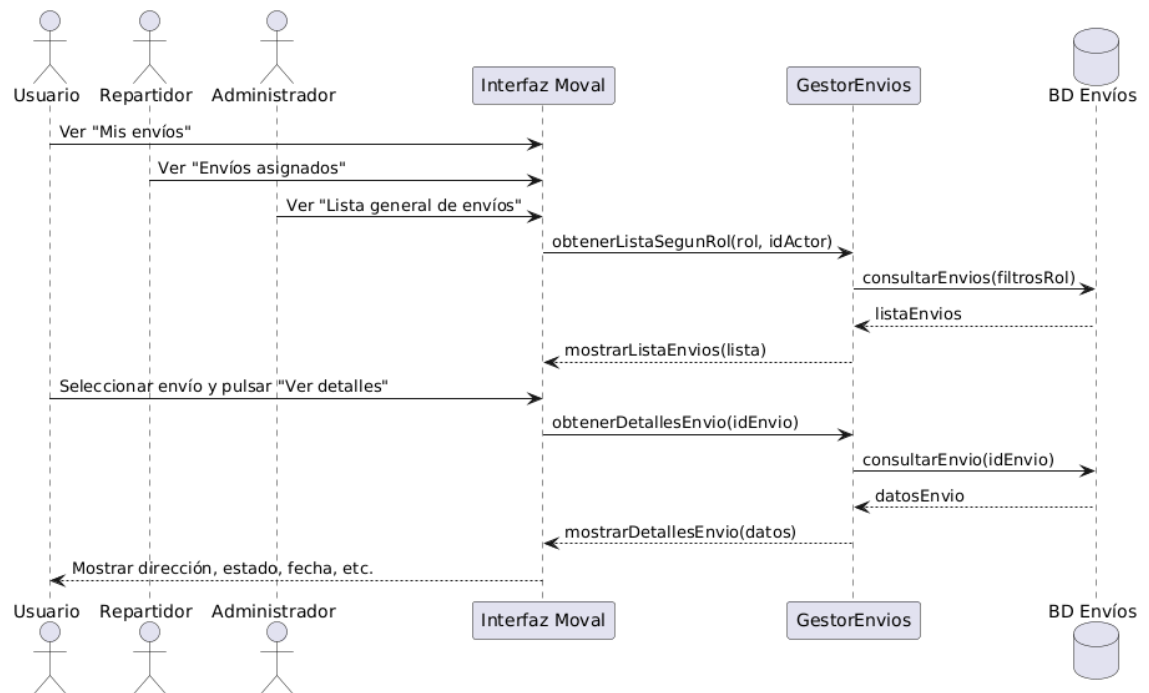 Usuario Repartidor Administrador Interfaz Moval GestorEnvios BD Envíos
Ver "Mis envíos"
Ver "Envíos asignados"
Ver "Lista general de envíos"
obtenerListaSegunRol(rol, idActor)
consultarEnvios(filtrosRol)
listaEnvios
mostrarListaEnvios(lista)
Seleccionar envío y pulsar "Ver detalles"
obtenerDetallesEnvio(idEnvio)
consultarEnvio(idEnvio)
datosEnvio
mostrarDetallesEnvio(datos)
Mostrar dirección, estado, fecha, etc.
Usuario Repartidor Administrador Interfaz Moval GestorEnvios BD Envíos